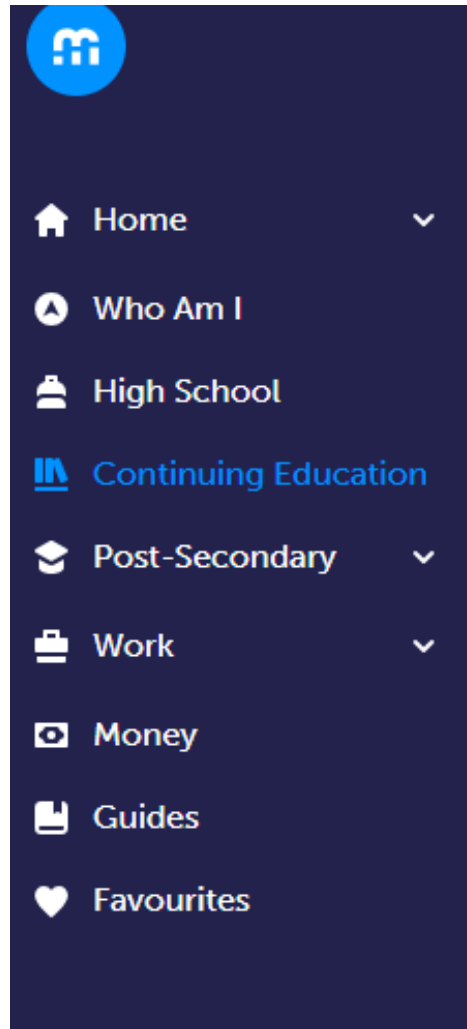 Home
Who Am I
High School
Continuing Education
Post-Secondary
Work
Money
Guides
Favourites